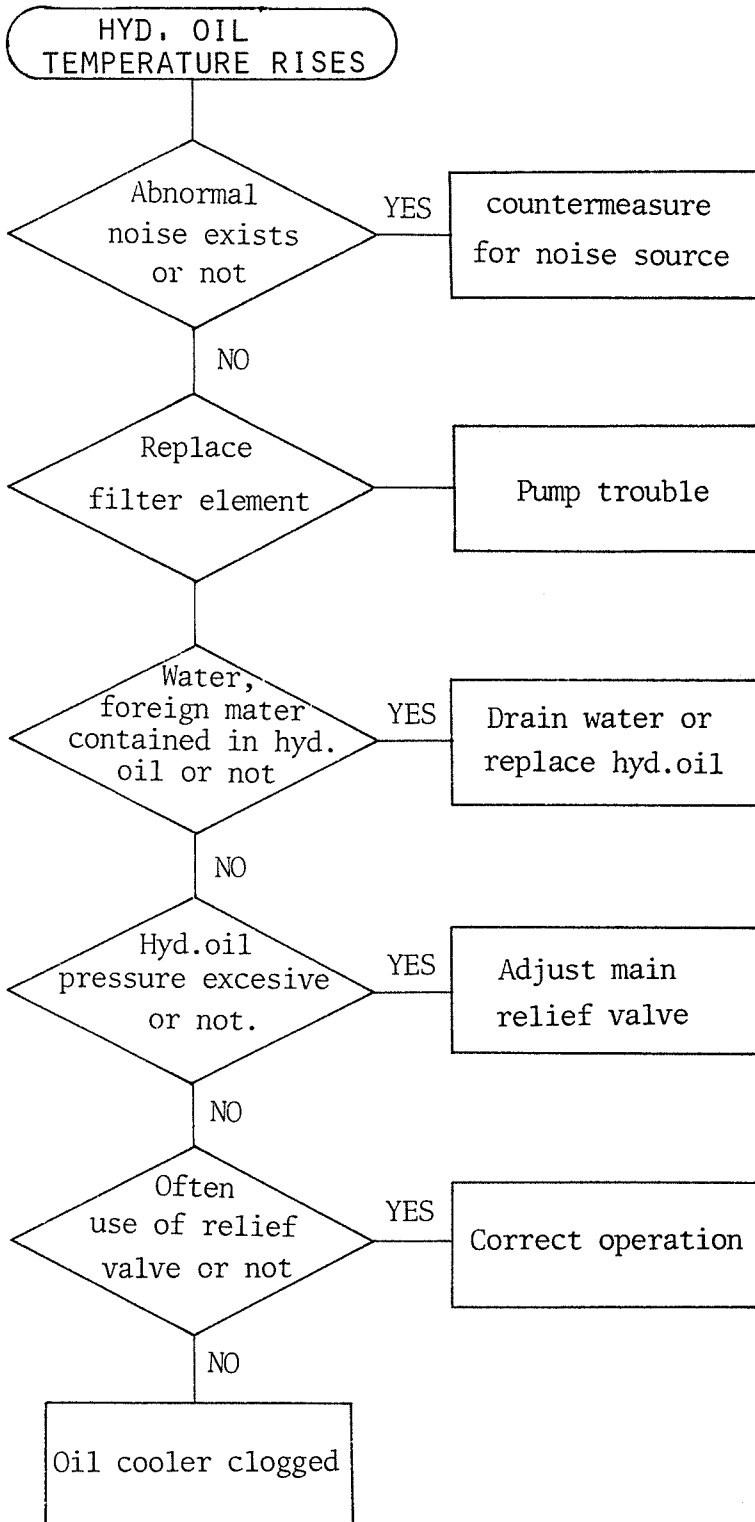 HYD. OIL
TEMPERATURE RISES
Abnormal
noise exists
or not
YES
countermeasure
for noise source
NO
Replace
filter element
Pump trouble
Water,
foreign mater
contained in hyd.
oil or not
YES
Drain water or
replace hyd.oil
NO
Hyd.oil
pressure excesive
or not.
YES
Adjust main
relief valve
NO
Often
use of relief
valve or not
YES
Correct operation
NO
Oil cooler clogged